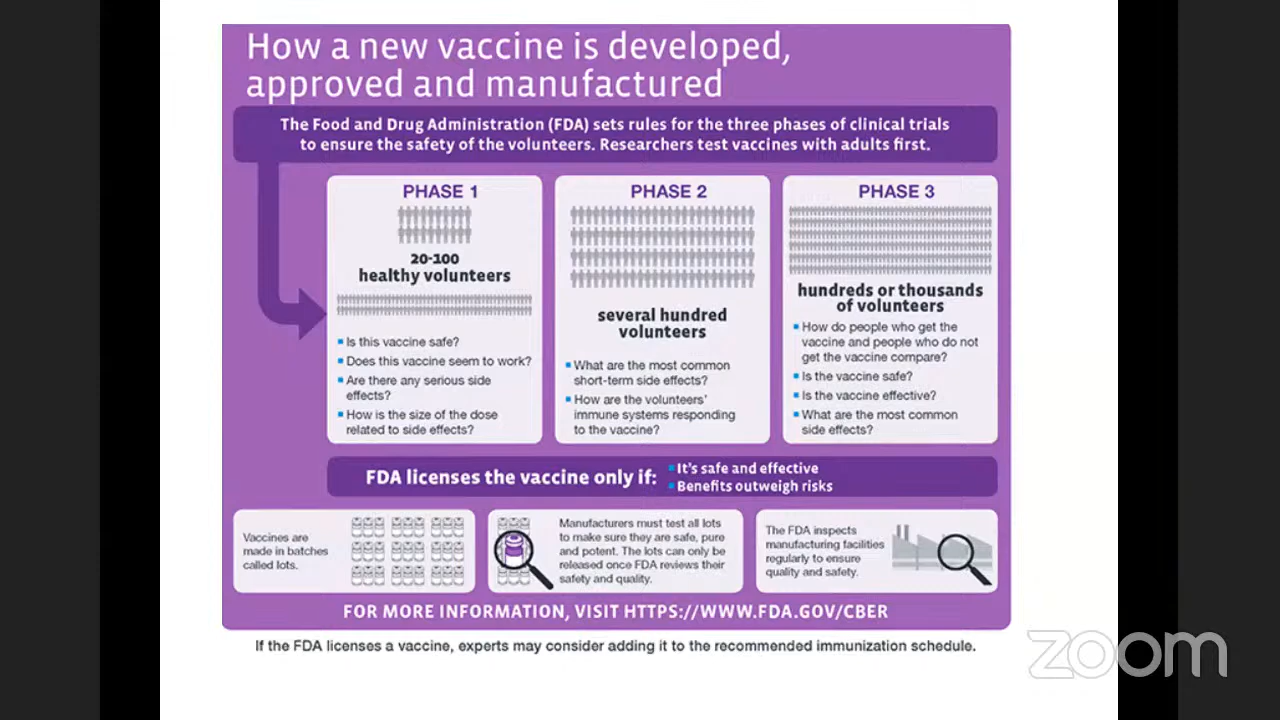 How a new vaccine is developed,
approved and manufactured
The Food and Drug Administration (FDA) sets rules for the three phases of clinical trials
to ensure the safety of the volunteers. Researchers test vaccines with adults first.
PHASE 1
20-100
healthy volunteers
Is this vaccine safe?
Does this vaccine seem to work?
Are there any serious side
effects?
How is the size of the dose
related to side effects?
PHASE 2
several hundred
volunteers
What are the most common
short-term side effects?
How are the volunteers'
immune systems responding
to the vaccine?
PHASE 3
hundreds or thousands
of volunteers
How do people who get the
vaccine and people who do not
get the vaccine compare?
Is the vaccine safe?
Is the vaccine effective?
What are the most common
side effects?
FDA licenses the vaccine only if:
It's safe and effective
Benefits outweigh risks
Vaccines are
made in batches
called lots.
Manufacturers must test all lots
to make sure they are safe, pure
and potent. The lots can only be
released once FDA reviews their
safety and quality.
The FDA inspects
manufacturing facilities
regularly to ensure
quality and safety.
FOR MORE INFORMATION, VISIT HTTPS://WWW.FDA.GOV/CBER
If the FDA licenses a vaccine, experts may consider adding it to the recommended immunization schedule.
zoom